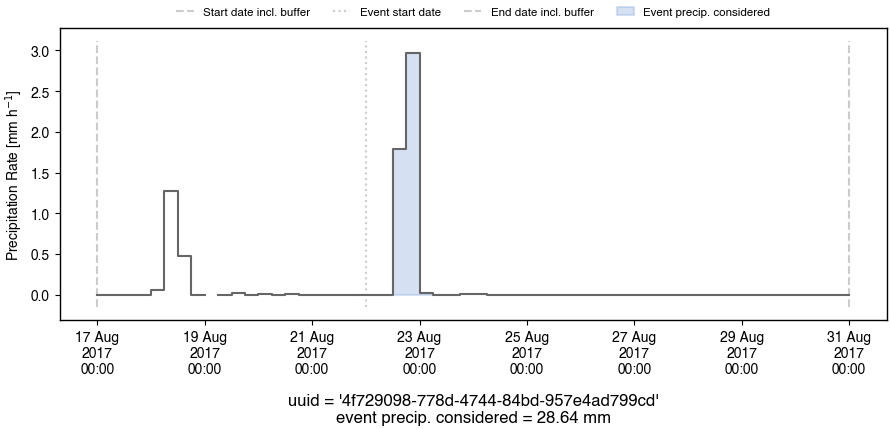 Start date incl. buffer Event start date End date incl. buffer Event precip. considered
Precipitation Rate [mm h⁻¹]
3.0
2.5
2.0
1.5
1.0
0.5
0.0
17 Aug 19 Aug 21 Aug 23 Aug 25 Aug 27 Aug 29 Aug 31 Aug
2017 2017 2017 2017 2017 2017 2017 2017
00:00 00:00 00:00 00:00 00:00 00:00 00:00 00:00
uuid = '4f729098-778d-4744-84bd-957e4ad799cd'
event precip. considered = 28.64 mm